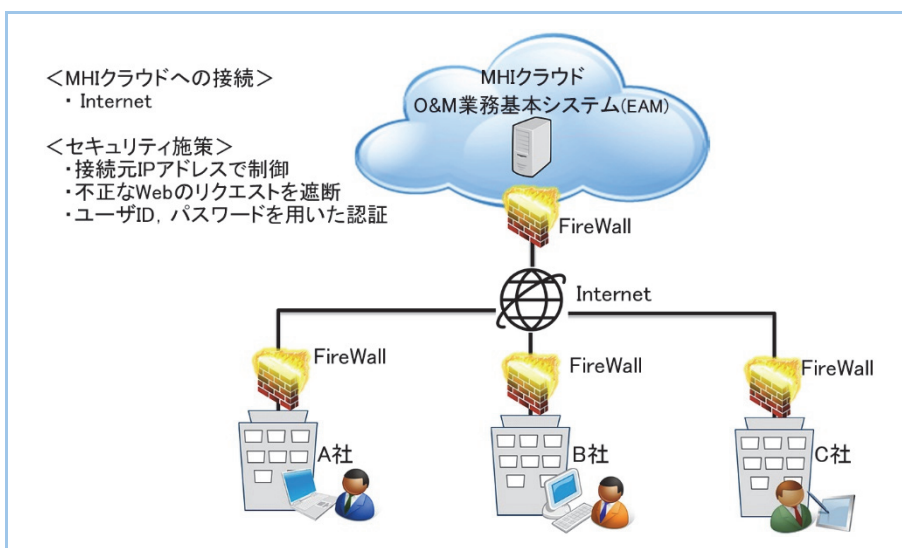 <MHIクラウドへの接続>
・Internet
<セキュリティ施策>
・接続元IPアドレスで制御
・不正なWebのリクエストを遮断
・ユーザID，パスワードを用いた認証
MHIクラウド
O&M業務基本システム(EAM)
FireWall
Internet
FireWall
FireWall
FireWall
A社
B社
C社